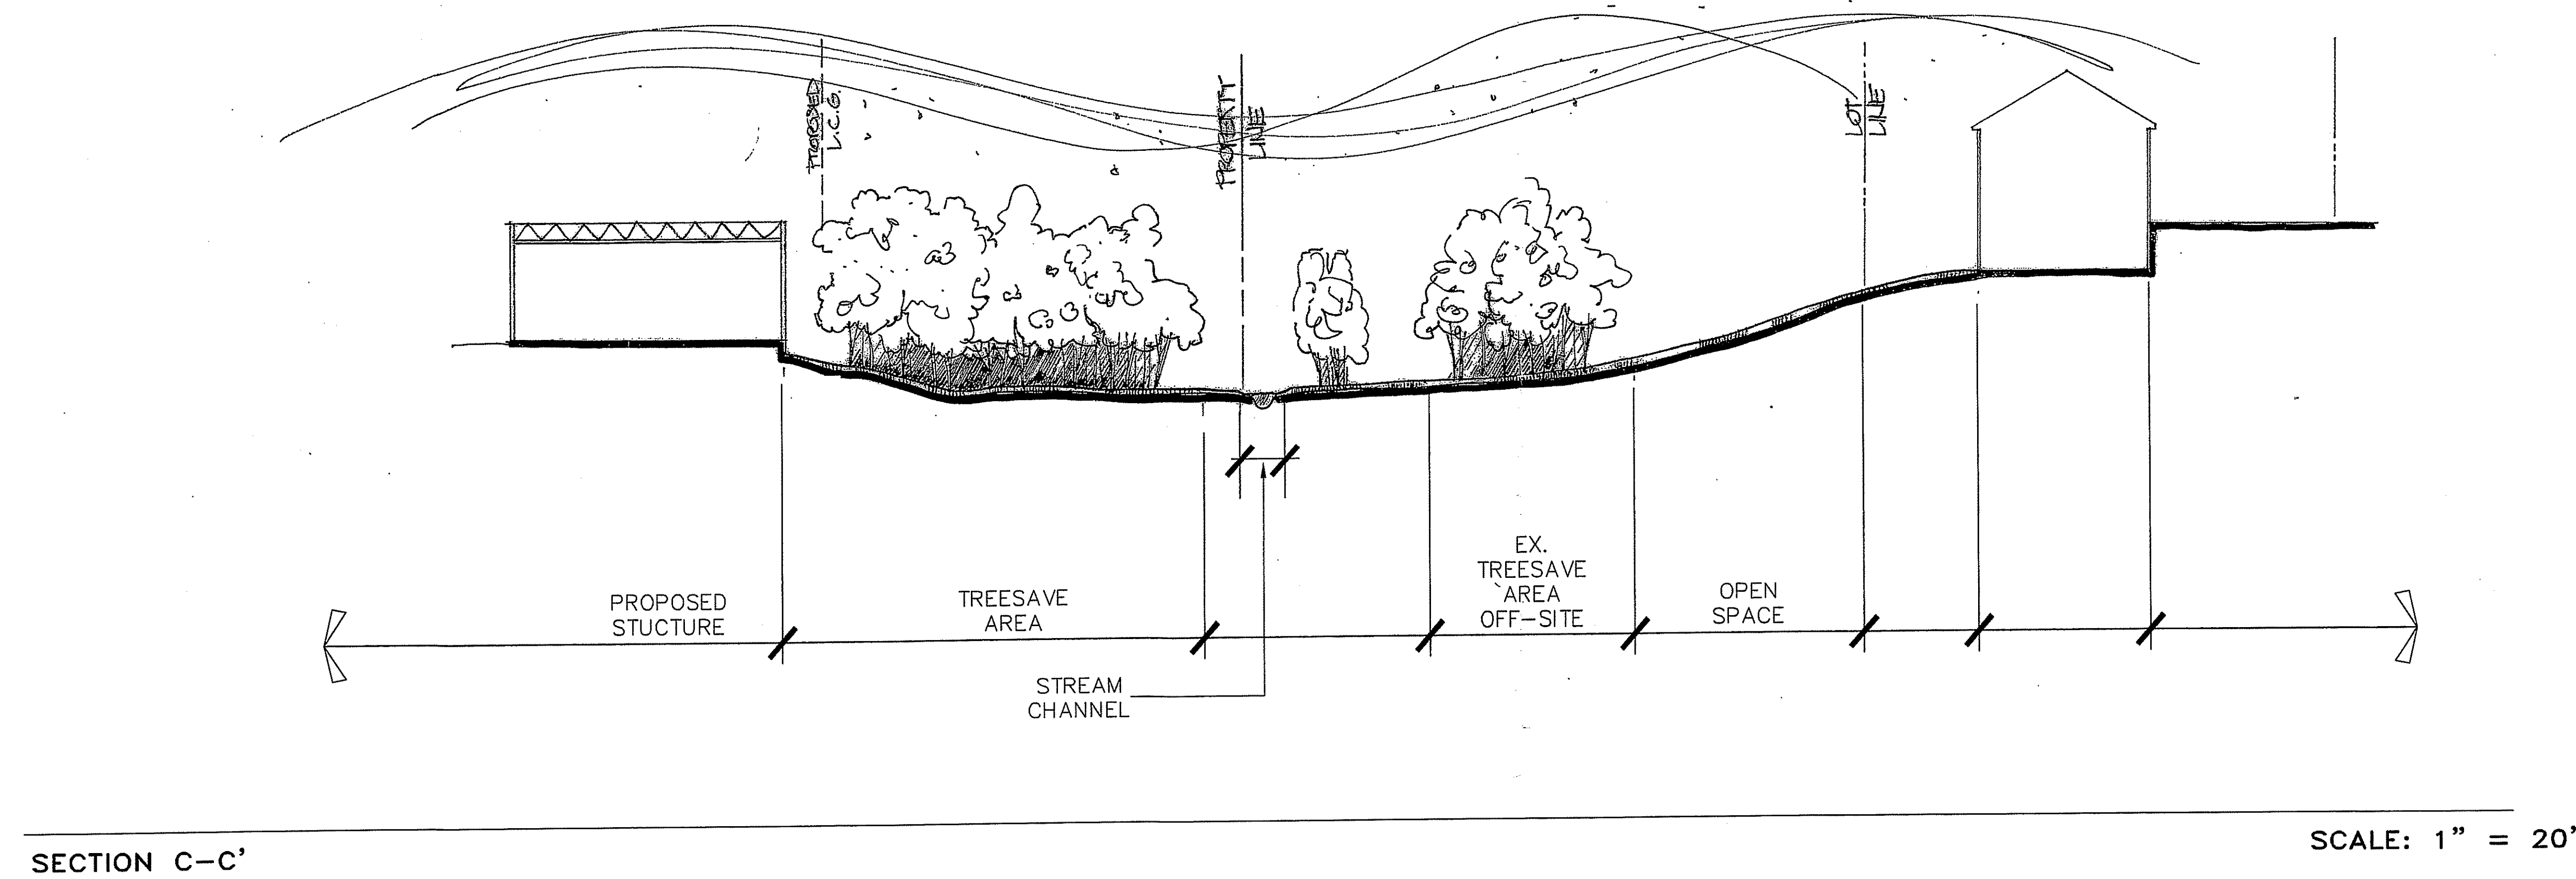 PROPOSED
L.C.G.
PROPERTY
LINE
LOT
LINE
PROPOSED
STUCTURE
TREESAVE
AREA
EX.
TREESAVE
AREA
OFF-SITE
OPEN
SPACE
STREAM
CHANNEL
SECTION C-C'
SCALE: 1" = 20'